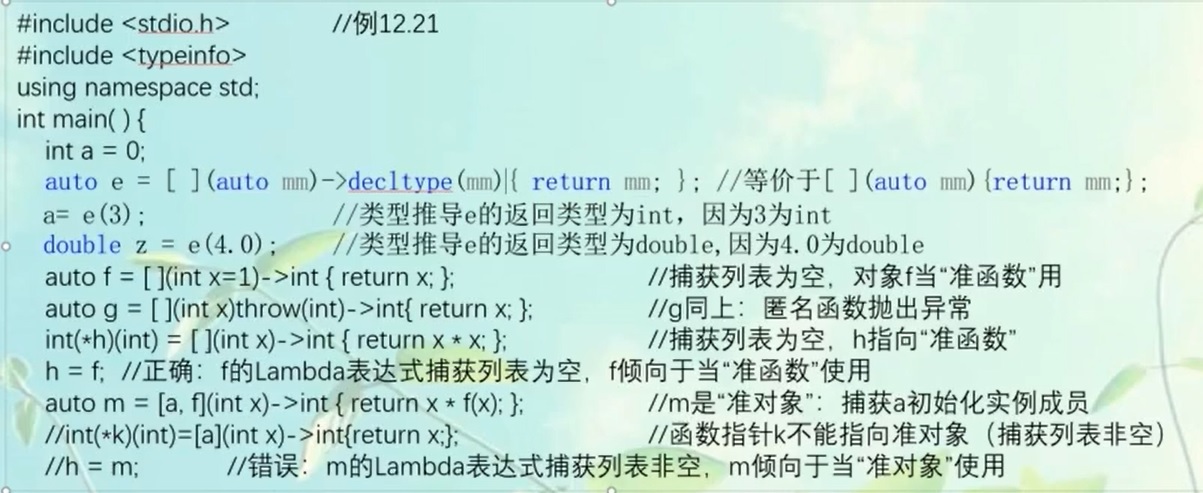 #include <stdio.h> //例12.21
#include <typeinfo>
using namespace std;
int main( ) {
int a = 0;
auto e = [ ](auto mm)->decltype(mm){ return mm; }; //等价于[ ](auto mm){return mm;};
a= e(3); //类型推导e的返回类型为int，因为3为int
double z = e(4.0); //类型推导e的返回类型为double,因为4.0为double
auto f = [ ](int x=1)->int { return x; }; //捕获列表为空，对象f当“准函数”用
auto g = [ ](int x)throw(int)->int{ return x; }; //g同上：匿名函数抛出异常
int(*h)(int) = [ ](int x)->int { return x * x; }; //捕获列表为空，h指向“准函数”
h = f; //正确：f的Lambda表达式捕获列表为空，f倾向于当“准函数”使用
auto m = [a, f](int x)->int { return x * f(x); }; //m是“准对象”：捕获a初始化实例成员
//int(*k)(int)=[a](int x)->int{return x;}; //函数指针k不能指向准对象（捕获列表非空）
//h = m; //错误：m的Lambda表达式捕获列表非空，m倾向于当“准对象”使用